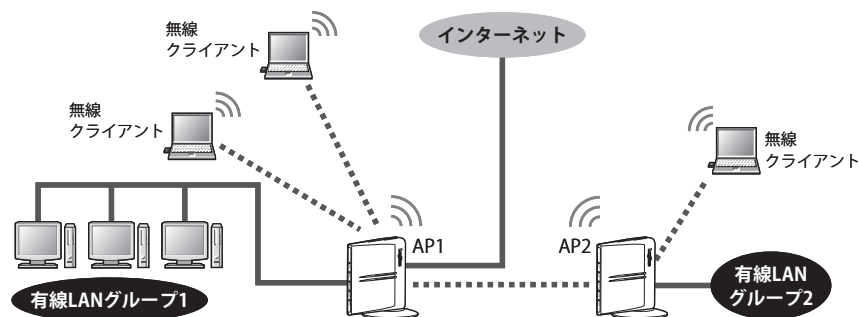 無線
クライアント
インターネット
無線
クライアント
無線
クライアント
AP1
AP2
有線LANグループ1
有線LAN
グループ2